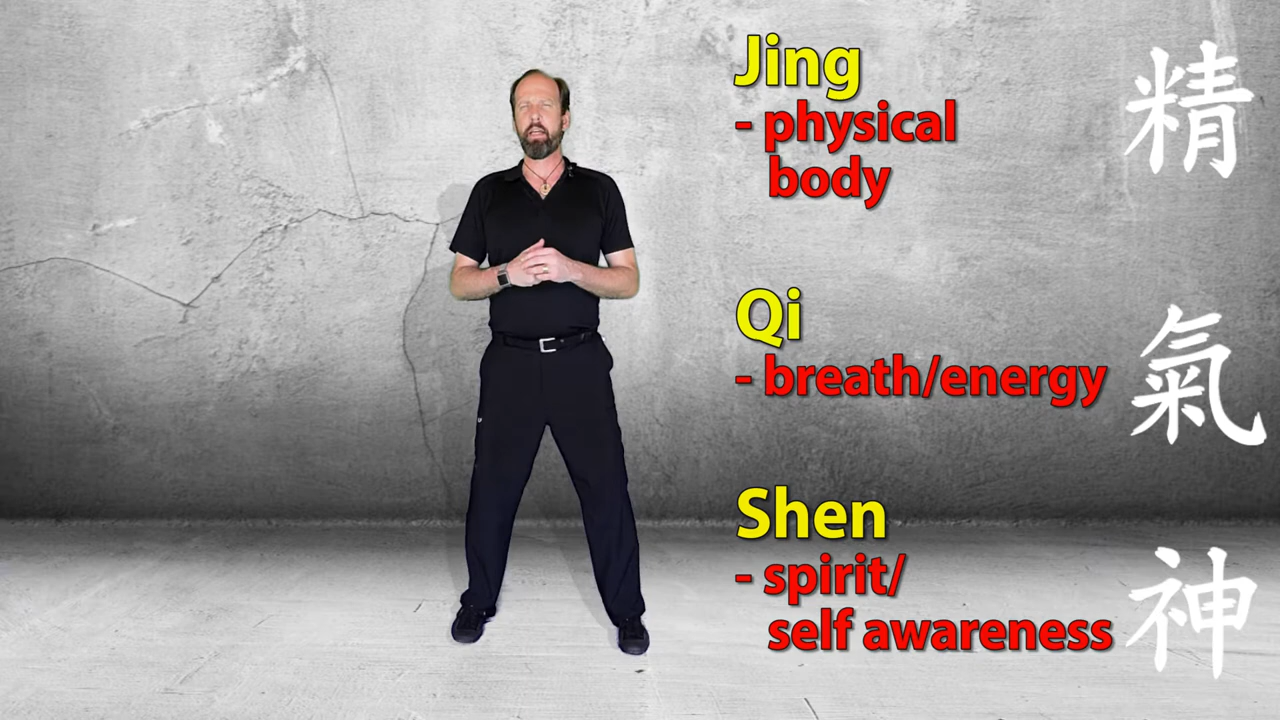 Jing
精
- physical
body
Qi
氣
- breath/energy
Shen
神
- spirit/
self awareness